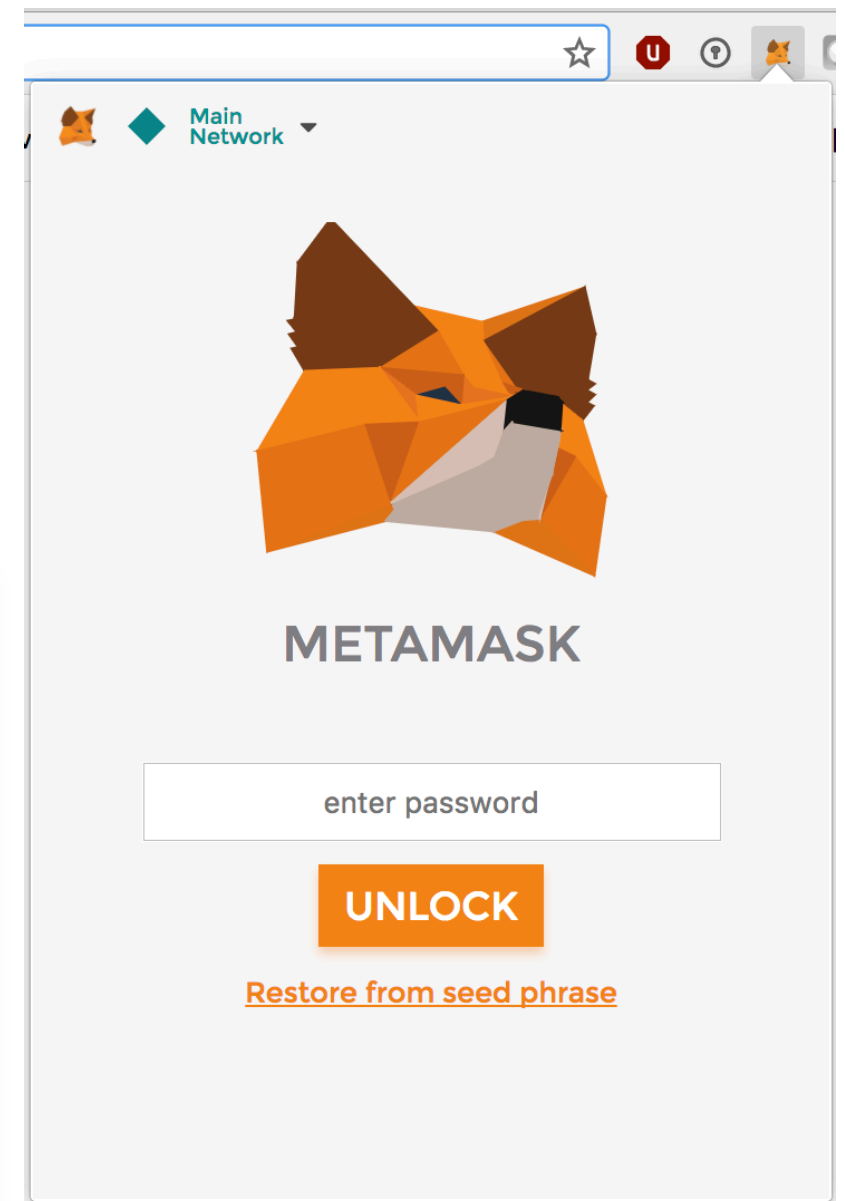 U
Main
Network
METAMASK
enter password
UNLOCK
Restore from seed phrase